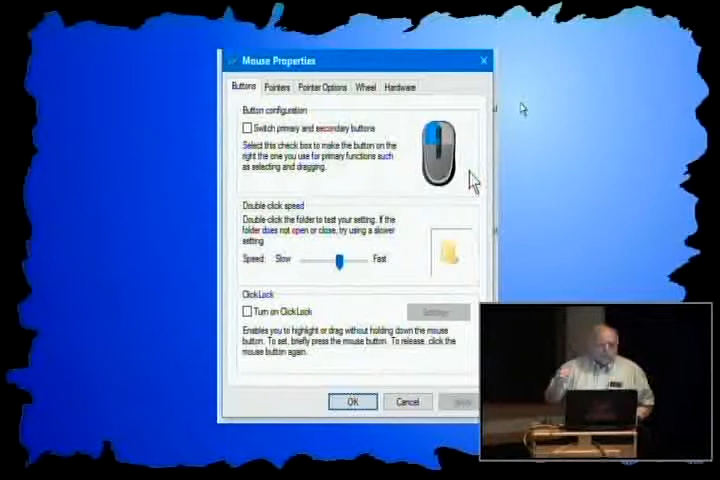 Mouse Properties
Buttons Pointers Pointer Options Wheel Hardware
Button configuration
Switch primary and secondary buttons
Select this check box to make the button on the
right the one you use for primary functions such
as selecting and dragging.
Double-click speed
Double-click the folder to test your setting. If the
folder does not open or close, try using a slower
setting
Speed: Slow Fast
ClickLock
Turn on ClickLock
Settings...
Enables you to highlight or drag without holding down the mouse
button. To set, briefly press the mouse button. To release, click the
mouse button again.
OK Cancel